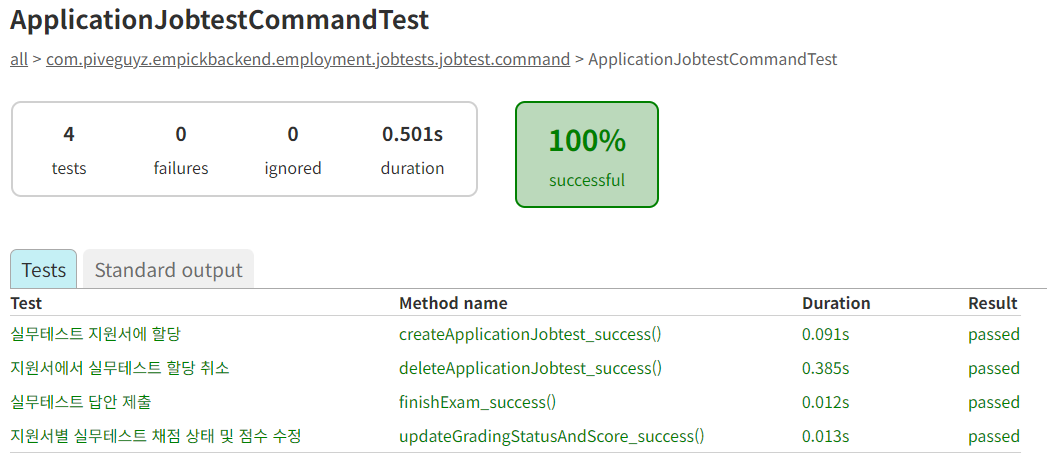 ApplicationJobtestCommandTest
all > com.piveguyz.empickbackend.employment.jobtests.jobtest.command > ApplicationJobtestCommandTest
4 0 0 0.501s
tests failures ignored duration
100%
successful
Tests Standard output
Test Method name Duration Result
실무테스트 지원서에 할당 createApplicationJobtest_success() 0.091s passed
지원서에서 실무테스트 할당 취소 deleteApplicationJobtest_success() 0.385s passed
실무테스트 답안 제출 finishExam_success() 0.012s passed
지원서별 실무테스트 채점 상태 및 점수 수정 updateGradingStatusAndScore_success() 0.013s passed